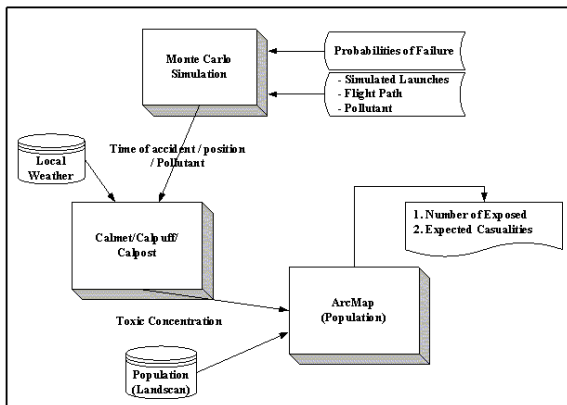 Monte Carlo
Simulation
Probabilities of Failure
- Simulated Launches
- Flight Path
- Pollutant
Time of accident / position
/ Pollutant
Local
Weather
Calmet/Calpuff/
Calpost
1. Number of Exposed
2. Expected Casualities
ArcMap
(Population)
Toxic Concentration
Population
(Landscan)